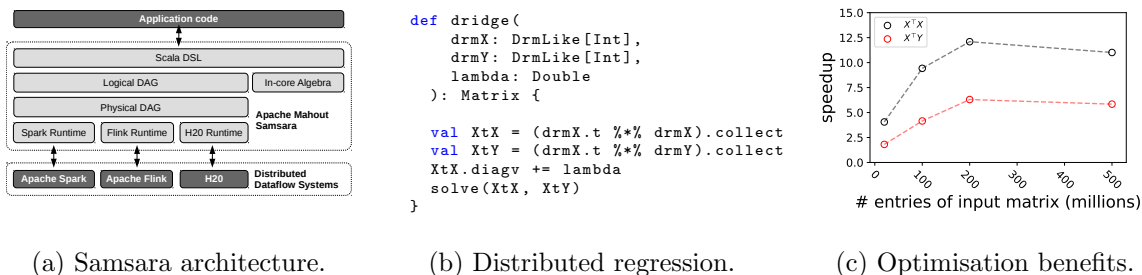 Application code
Scala DSL
Logical DAG
In-core Algebra
Physical DAG
Apache Mahout
Samsara
Spark Runtime
Flink Runtime
H20 Runtime
Apache Spark
Apache Flink
H20
Distributed
Dataflow Systems
(a) Samsara architecture.
def dridge(
drmX: DrmLike[Int],
drmY: DrmLike[Int],
lambda: Double
): Matrix {
val XtX = (drmX.t %*% drmX).collect
val XtY = (drmX.t %*% drmY).collect
XtX.diagv += lambda
solve(XtX, XtY)
}
(b) Distributed regression.
15.0
12.5
10.0
7.5
5.0
2.5
0.0
speedup
X⊤X
X⊤Y
0
100
200
300
400
500
# entries of input matrix (millions)
(c) Optimisation benefits.